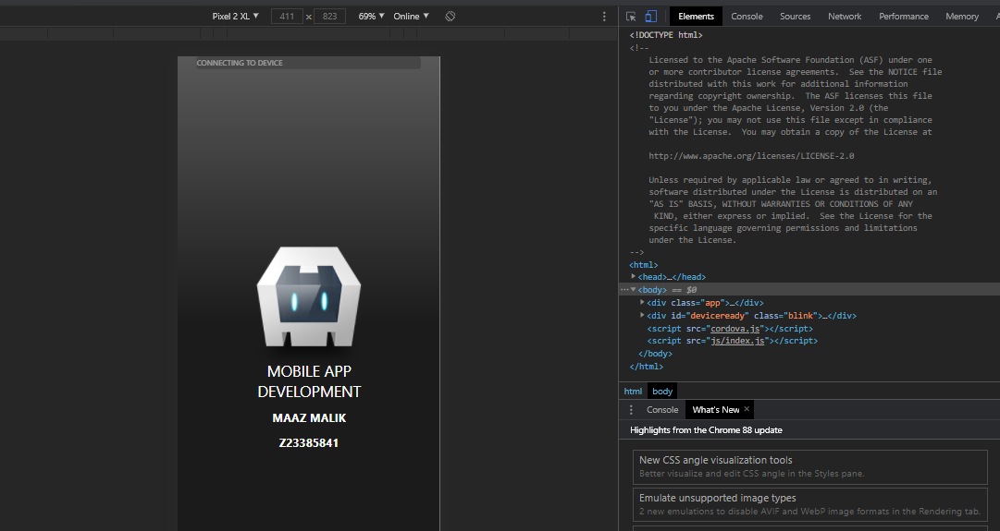 Pixel 2 XL ▼ 411 × 823 69% ▼ Online ▼
CONNECTING TO DEVICE
MOBILE APP
DEVELOPMENT
MAAZ MALIK
Z23385841
Elements Console Sources Network Performance Memory A
<!DOCTYPE html>
<!--
Licensed to the Apache Software Foundation (ASF) under one
or more contributor license agreements.  See the NOTICE file
distributed with this work for additional information
regarding copyright ownership.  The ASF licenses this file
to you under the Apache License, Version 2.0 (the
"License"); you may not use this file except in compliance
with the License.  You may obtain a copy of the License at
http://www.apache.org/licenses/LICENSE-2.0
Unless required by applicable law or agreed to in writing,
software distributed under the License is distributed on an
"AS IS" BASIS, WITHOUT WARRANTIES OR CONDITIONS OF ANY
KIND, either express or implied.  See the License for the
specific language governing permissions and limitations
under the License.
-->
<html>
<head>…</head>
<body> == $0
<div class="app">…</div>
<div id="deviceready" class="blink">…</div>
<script src="cordova.js"></script>
<script src="js/index.js"></script>
</body>
</html>
html body
Console What's New ×
Highlights from the Chrome 88 update
New CSS angle visualization tools
Better visualize and edit CSS angle in the Styles pane.
Emulate unsupported image types
2 new emulations to disable AVIF and WebP image formats in the Rendering tab.